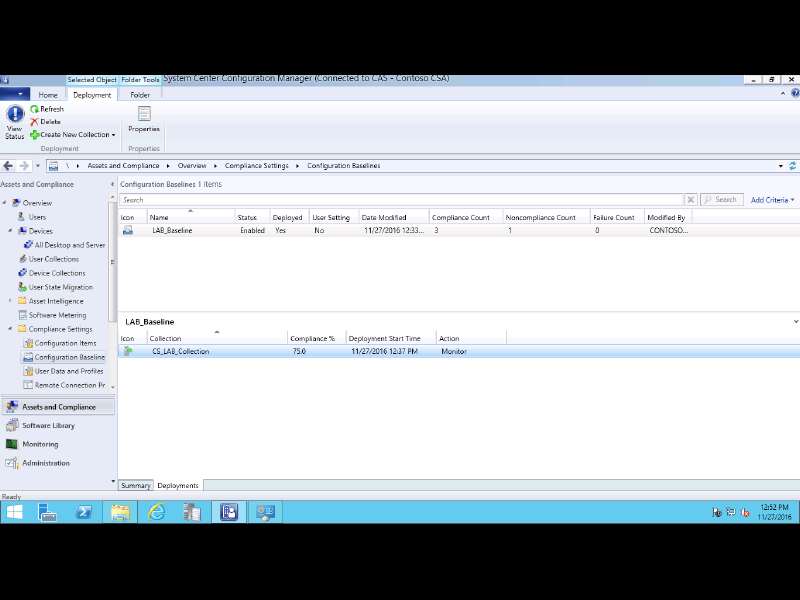 Selected Object Folder Tools System Center Configuration Manager (Connected to CAS - Contoso CSA)
Home Deployment Folder
View Status
Refresh
Delete
Create New Collection
Properties
Deployment Properties
\ Assets and Compliance Overview Compliance Settings Configuration Baselines
Assets and Compliance
Overview
Users
Devices
All Desktop and Server
User Collections
Device Collections
User State Migration
Asset Intelligence
Software Metering
Compliance Settings
Configuration Items
Configuration Baseline
User Data and Profiles
Remote Connection Pr
Assets and Compliance
Software Library
Monitoring
Administration
Configuration Baselines 1 items
Search Search Add Criteria
Icon Name Status Deployed User Setting Date Modified Compliance Count Noncompliance Count Failure Count Modified By
LAB_Baseline Enabled Yes No 11/27/2016 12:33... 3 1 0 CONTOSO...
LAB_Baseline
Icon Collection Compliance % Deployment Start Time Action
CS_LAB_Collection 75.0 11/27/2016 12:37 PM Monitor
Summary Deployments
Ready
12:52 PM
11/27/2016